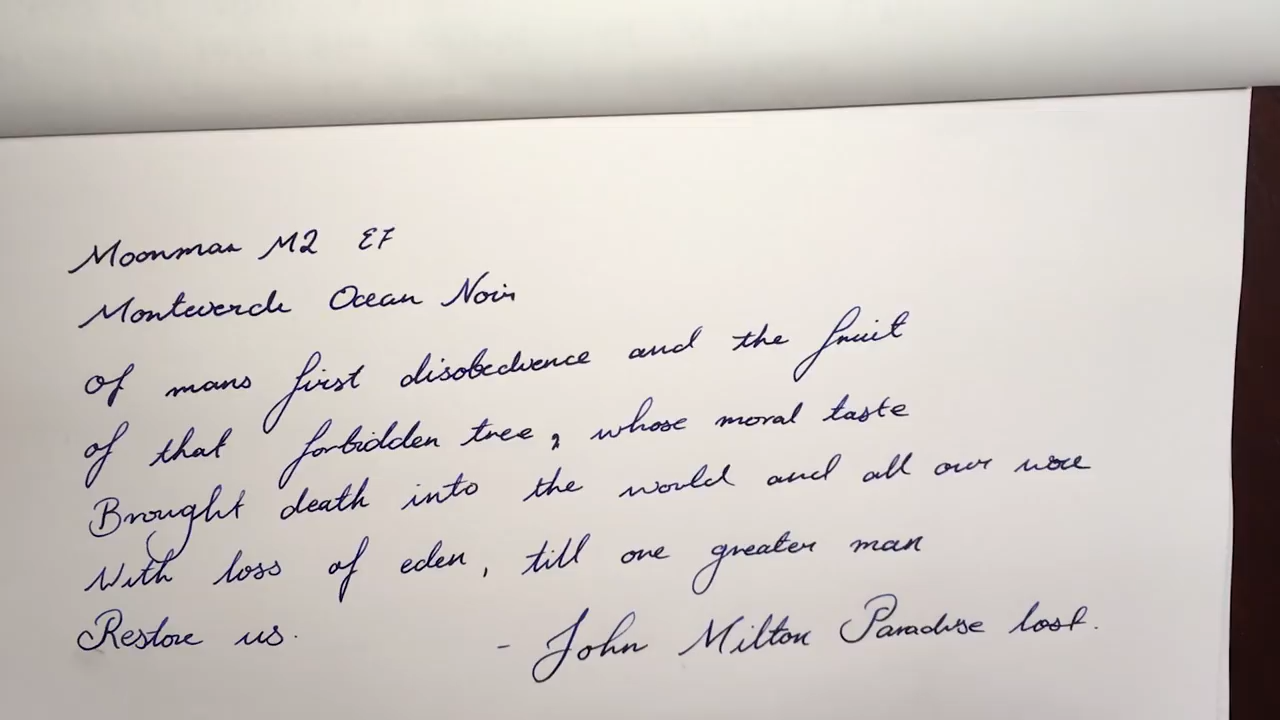 Moonman M2 EF
Monteverde Ocean Noir
Of mans first disobedience and the fruit
of that forbidden tree, whose moral taste
Brought death into the would and all our woe
With loss of eden, till one greater man
Restore us.
- John Milton Paradise lost.